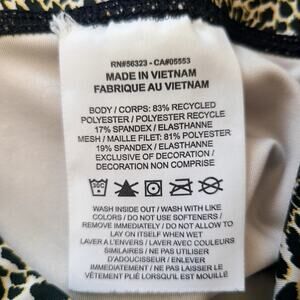 RN#56323 - CA#05553
MADE IN VIETNAM
FABRIQUE AU VIETNAM
BODY / CORPS: 83% RECYCLED
POLYESTER / POLYESTER RECYCLE
17% SPANDEX / ELASTHANNE
MESH / MAILLE FILET: 81% POLYESTER
19% SPANDEX / ELASTHANNE
EXCLUSIVE OF DECORATION /
DECORATION NON COMPRISE
WASH INSIDE OUT / WASH WITH LIKE
COLORS / DO NOT USE SOFTENERS /
REMOVE IMMEDIATELY / DO NOT ALLOW TO
LAY ON ITSELF WHEN WET
LAVER A L'ENVERS / LAVER AVEC COULEURS
SIMILAIRES / NE PAS UTILISER
D'ADOUCISSEUR / ENLEVER
IMMEDIATEMENT / NE PAS LAISSER LE
VETEMENT PLIE LORSQU'IL EST MOUILLÉ